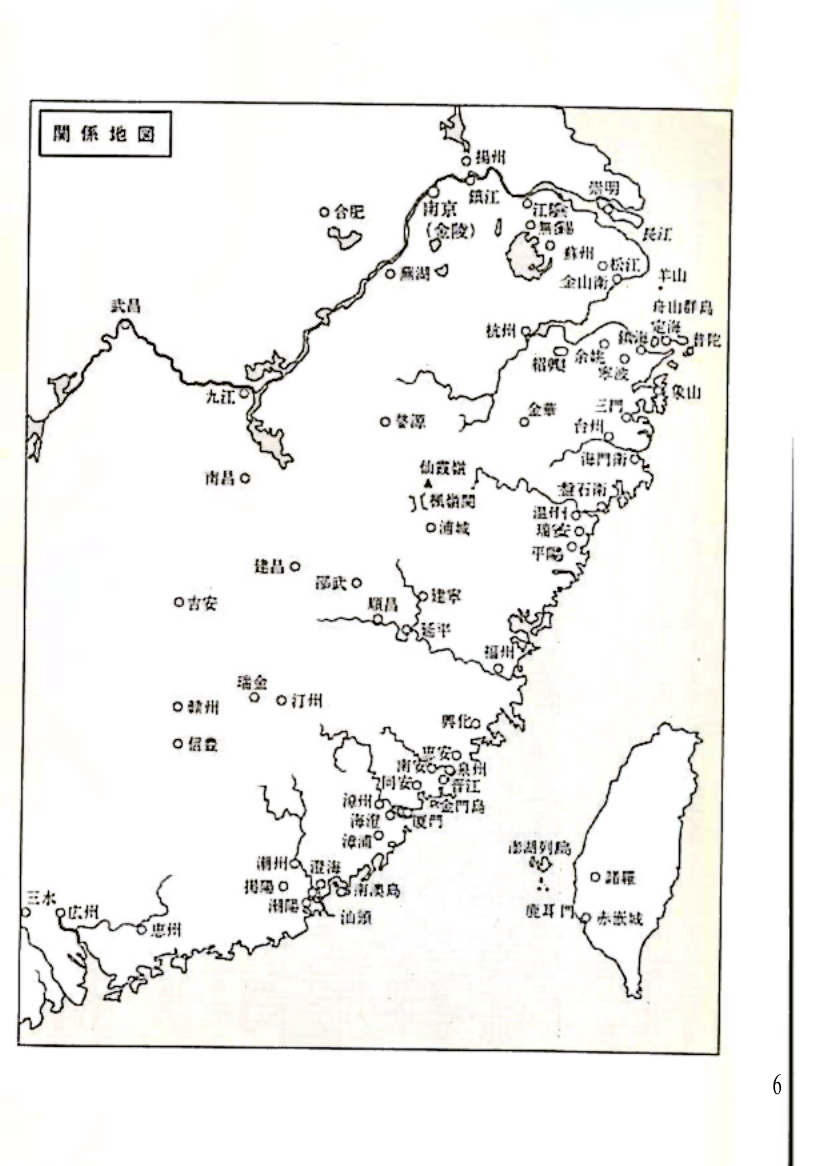 関係地図
揚州
鎮江
南京
(金陵)
合肥
蕪湖
江陰
無錫
蘇州
松江
金山衛
崇明
長江
羊山
舟山群島
定海
普陀
鎮海
武昌
九江
杭州
紹興
余姚
寧波
象山
三門
金華
台州
婺源
海門衛
南昌
仙霞嶺
楓嶺関
盤石衛
温州
瑞安
平陽
浦城
建昌
邵武
建寧
吉安
順昌
延平
福州
瑞金
汀州
贛州
興化
信豊
恵安
南安
泉州
同安
晋江
漳州
金門島
海澄
厦門
漳浦
澎湖列島
潮州
澄海
諸羅
揭陽
南澳島
三水
広州
潮陽
汕頭
鹿耳門
赤嵌城
恵州
6